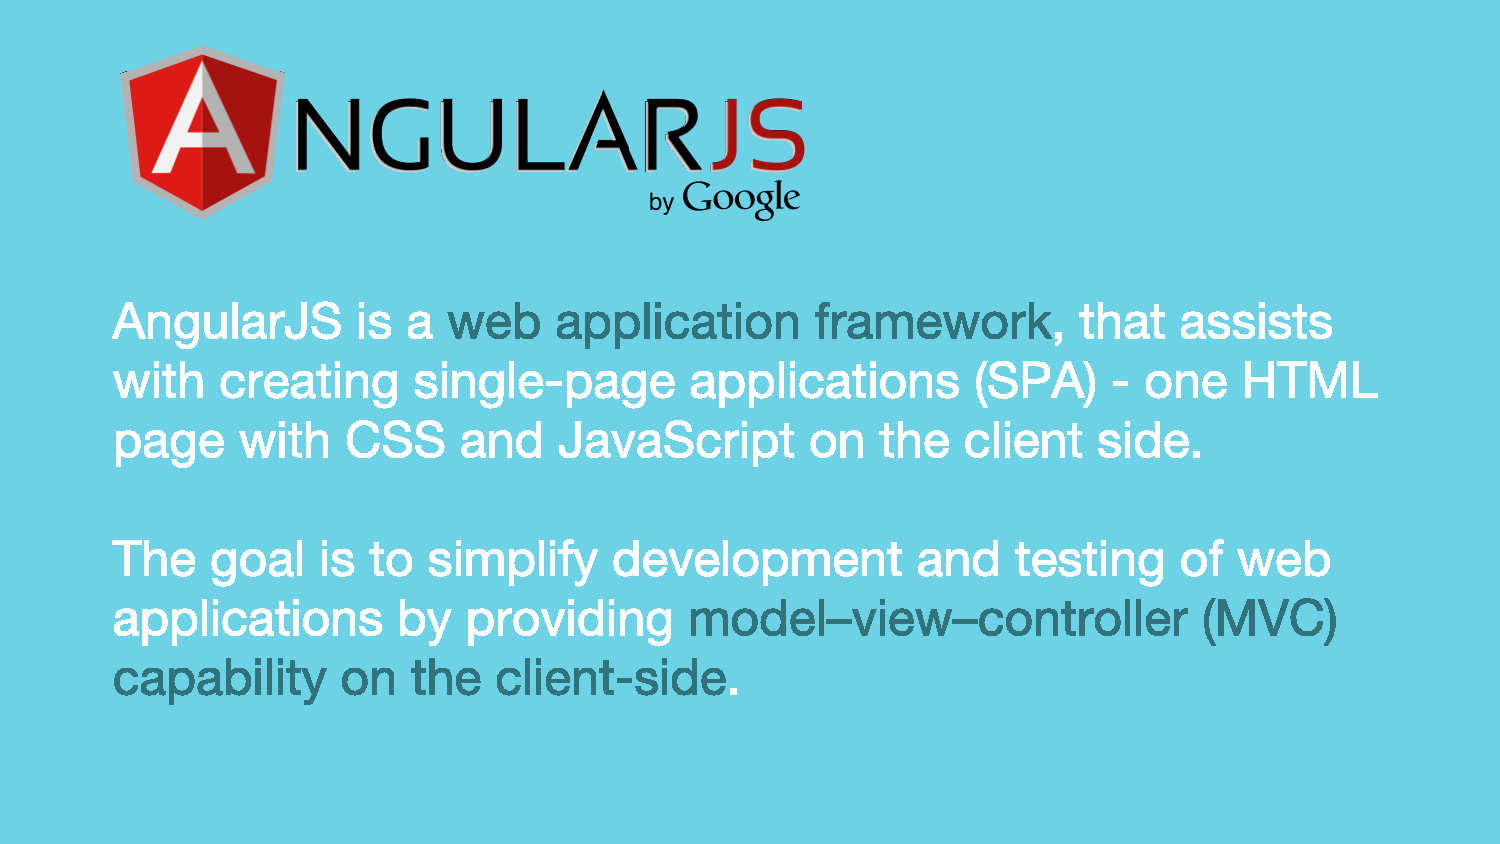 ANGULARJS
by Google
AngularJS is a web application framework, that assists
with creating single-page applications (SPA) - one HTML
page with CSS and JavaScript on the client side.
The goal is to simplify development and testing of web
applications by providing model–view–controller (MVC)
capability on the client-side.